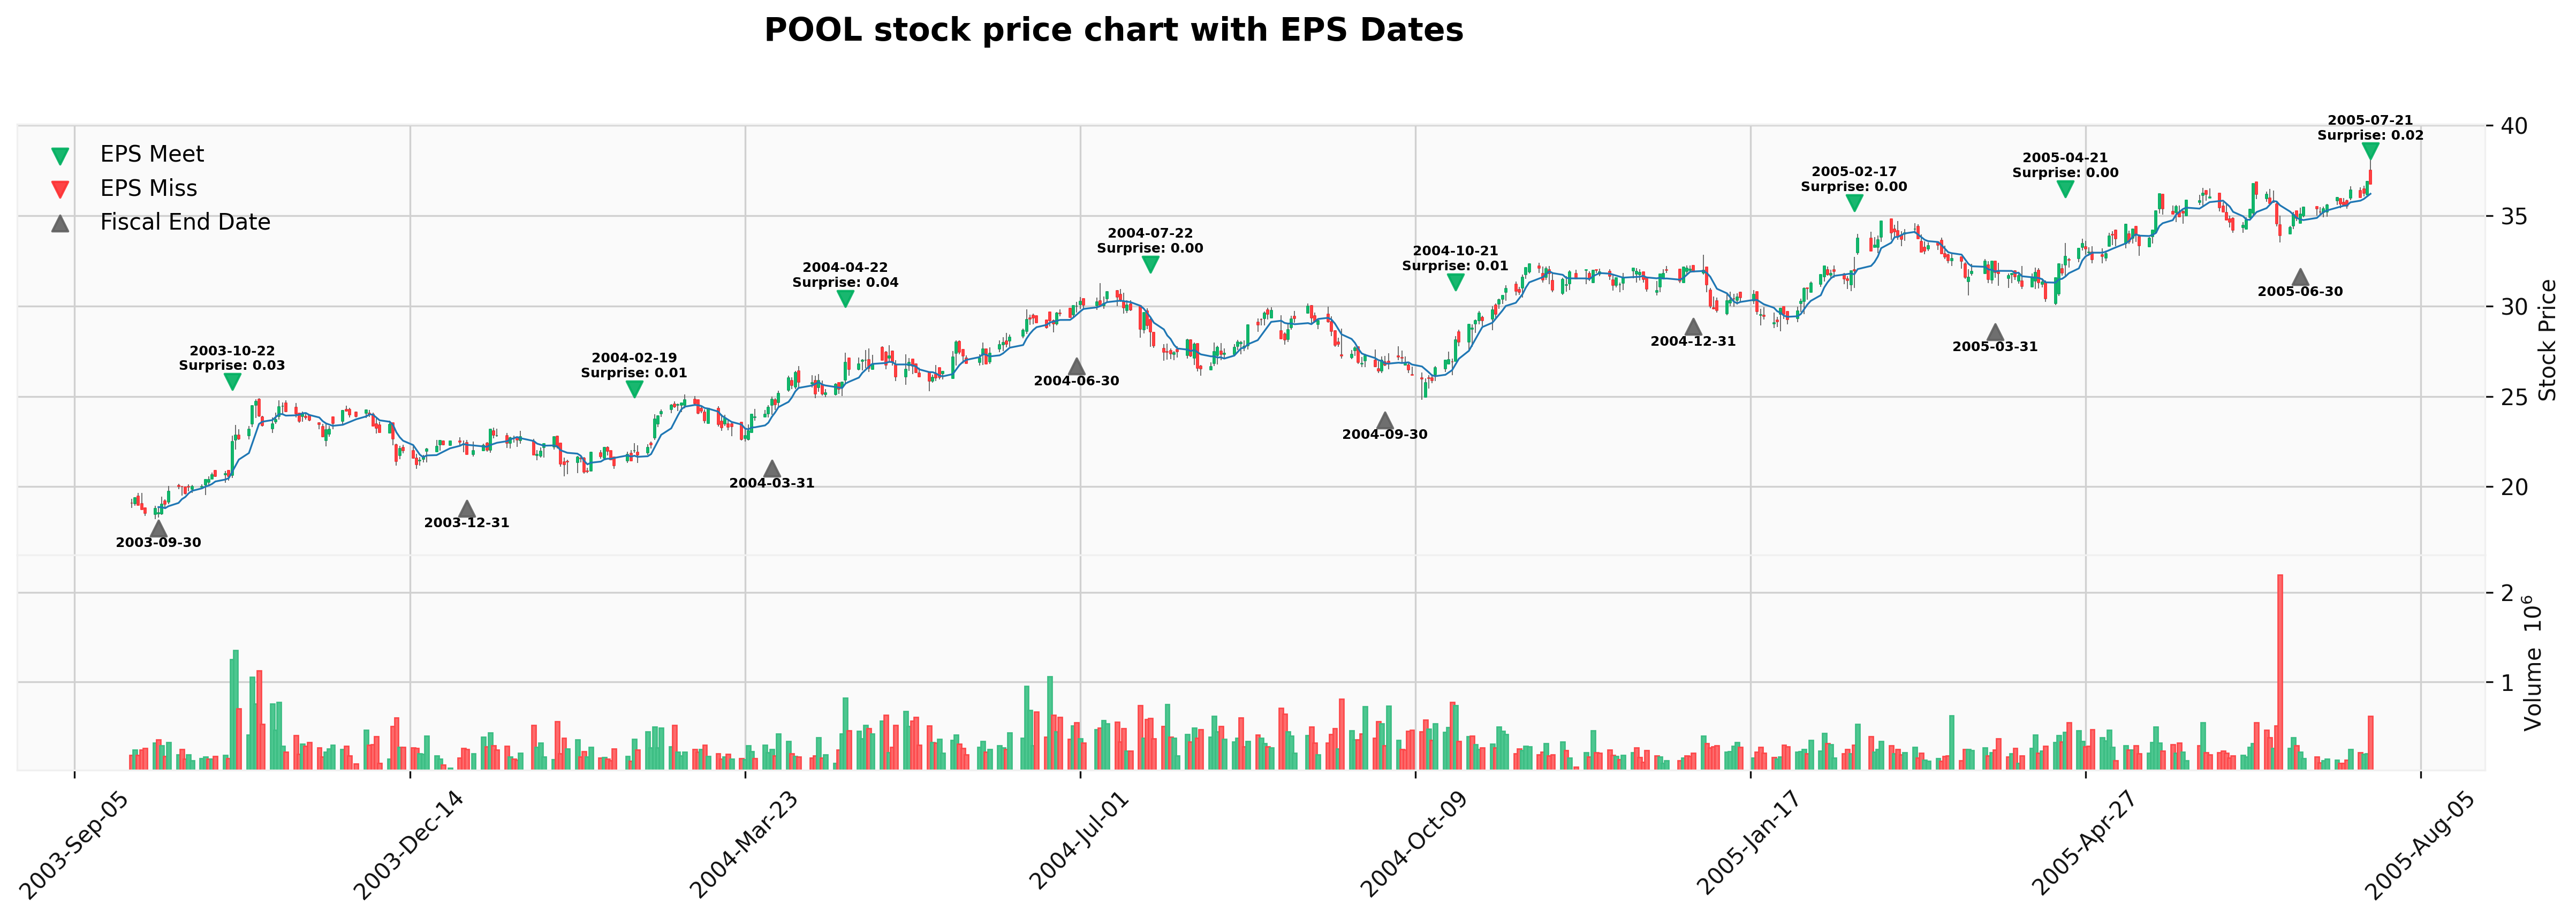 POOL stock price chart with EPS Dates
EPS Meet
EPS Miss
Fiscal End Date
2003-10-22
Surprise: 0.03
2004-02-19
Surprise: 0.01
2004-04-22
Surprise: 0.04
2004-07-22
Surprise: 0.00
2004-10-21
Surprise: 0.01
2005-02-17
Surprise: 0.00
2005-04-21
Surprise: 0.00
2005-07-21
Surprise: 0.02
2003-09-30
2003-12-31
2004-03-31
2004-06-30
2004-09-30
2004-12-31
2005-03-31
2005-06-30
40
35
30
25
20
Stock Price
2
1
Volume 10⁶
2003-Sep-05
2003-Dec-14
2004-Mar-23
2004-Jul-01
2004-Oct-09
2005-Jan-17
2005-Apr-27
2005-Aug-05